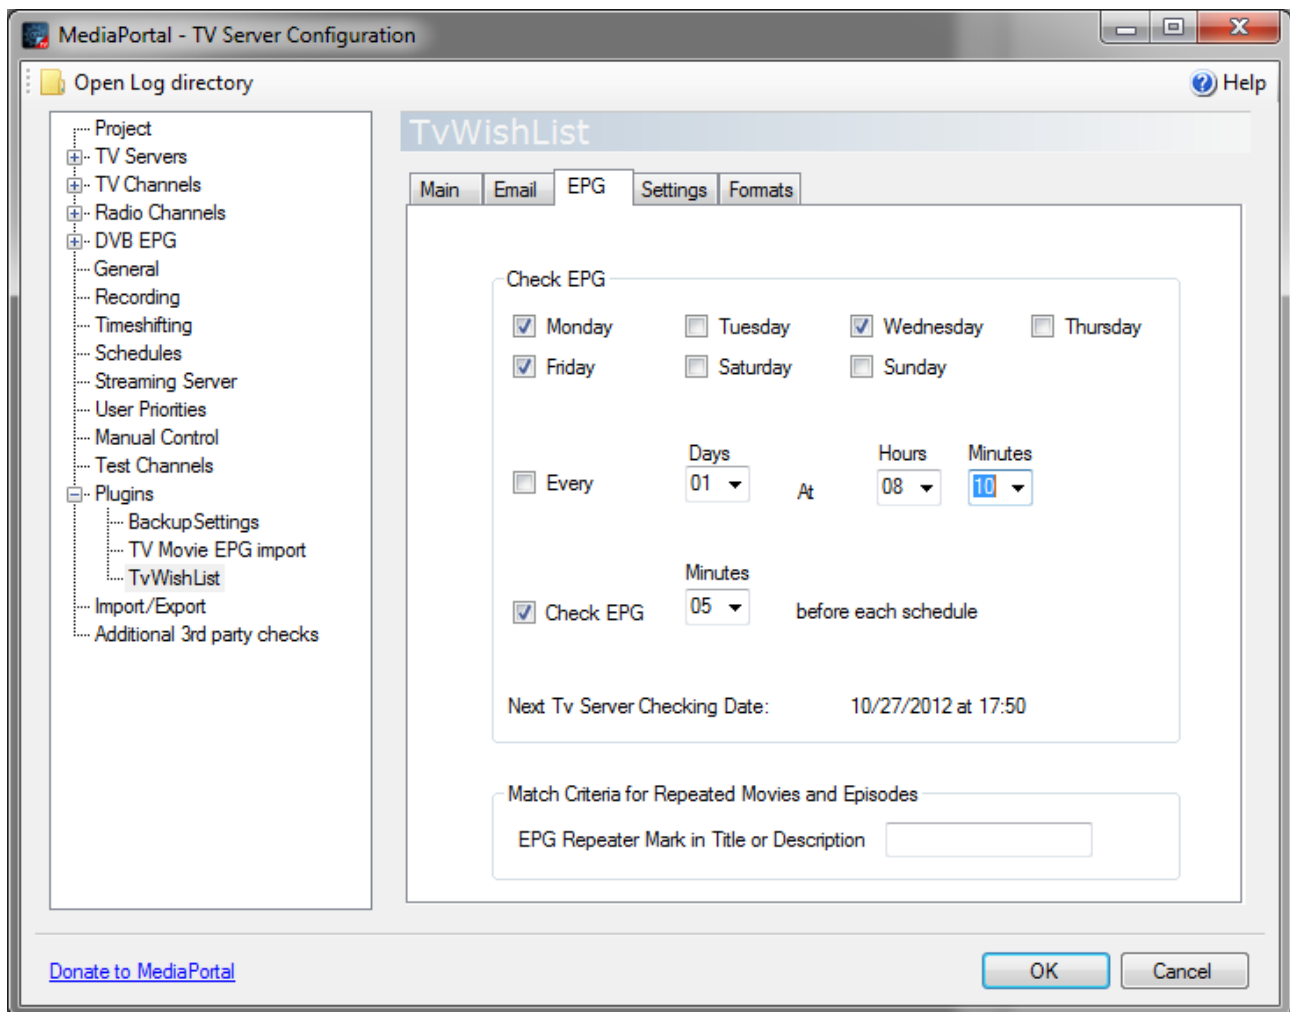 MediaPortal - TV Server Configuration
Open Log directory
Help
Project
TV Servers
TV Channels
Radio Channels
DVB EPG
General
Recording
Timeshifting
Schedules
Streaming Server
User Priorities
Manual Control
Test Channels
Plugins
BackupSettings
TV Movie EPG import
TvWishList
Import/Export
Additional 3rd party checks
TvWishList
Main Email EPG Settings Formats
Check EPG
Monday Tuesday Wednesday Thursday
Friday Saturday Sunday
Days Hours Minutes
Every 01 At 08 10
Minutes
Check EPG 05 before each schedule
Next Tv Server Checking Date: 10/27/2012 at 17:50
Match Criteria for Repeated Movies and Episodes
EPG Repeater Mark in Title or Description
Donate to MediaPortal
OK Cancel